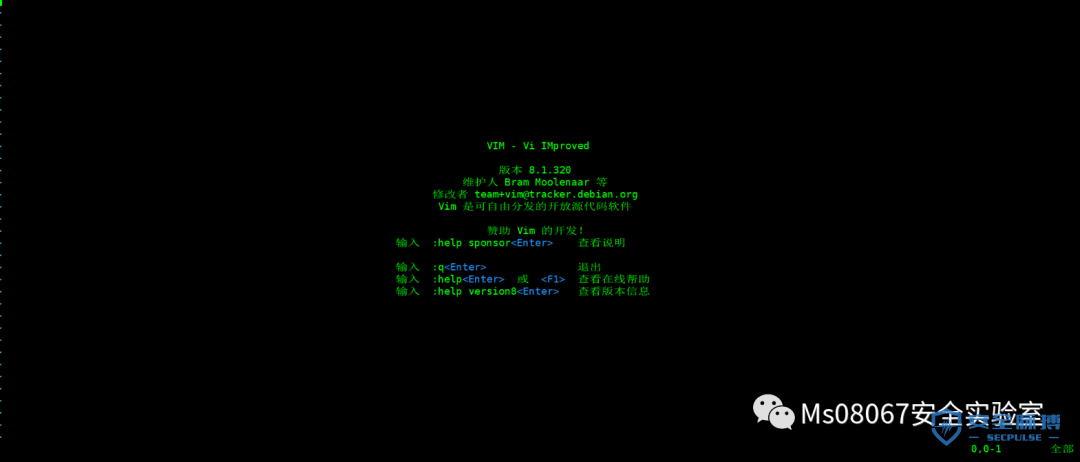 VIM - Vi IMproved
版本 8.1.320
维护人 Bram Moolenaar 等
修改者 team+vim@tracker.debian.org
Vim 是可自由分发的开放源代码软件
赞助 Vim 的开发!
输入 :help sponsor<Enter> 查看说明
输入 :q<Enter> 退出
输入 :help<Enter> 或 <F1> 查看在线帮助
输入 :help version8<Enter> 查看版本信息
Ms08067安全实验室
安全脉搏
SECPULSE
0,0-1 全部